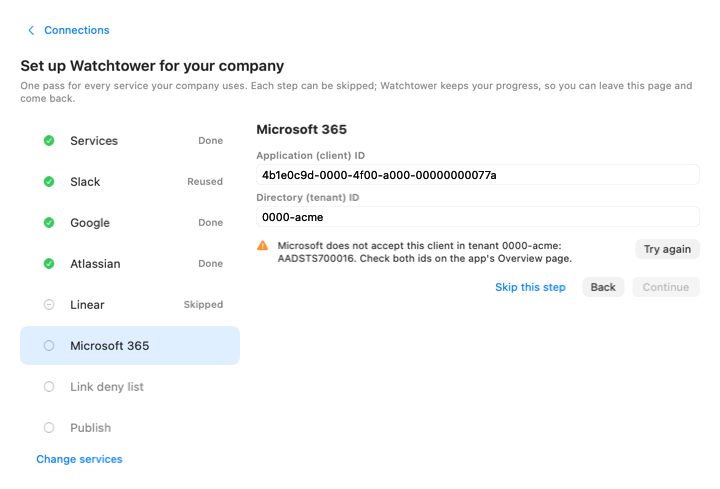 Connections
Set up Watchtower for your company
One pass for every service your company uses. Each step can be skipped; Watchtower keeps your progress, so you can leave this page and
come back.
Services Done
Slack Reused
Google Done
Atlassian Done
Linear Skipped
Microsoft 365
Link deny list
Publish
Change services
Microsoft 365
Application (client) ID
4b1e0c9d-0000-4f00-a000-00000000077a
Directory (tenant) ID
0000-acme
Microsoft does not accept this client in tenant 0000-acme:
AADSTS700016. Check both ids on the app's Overview page.
Try again
Skip this step
Back
Continue